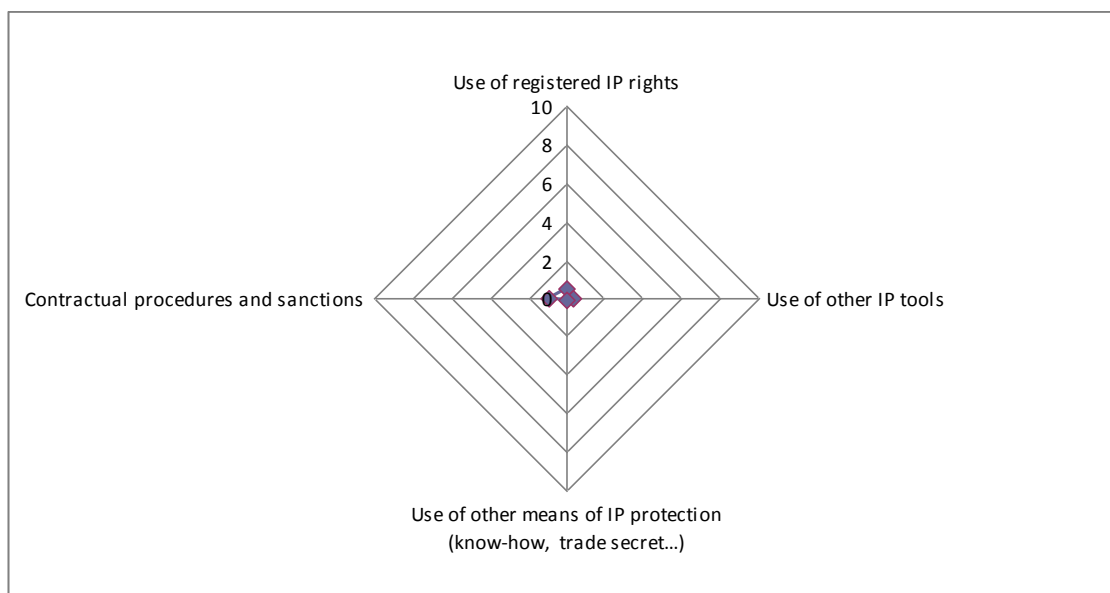 Use of registered IP rights
10
8
6
4
2
0
Contractual procedures and sanctions
Use of other IP tools
Use of other means of IP protection
(know-how, trade secret…)